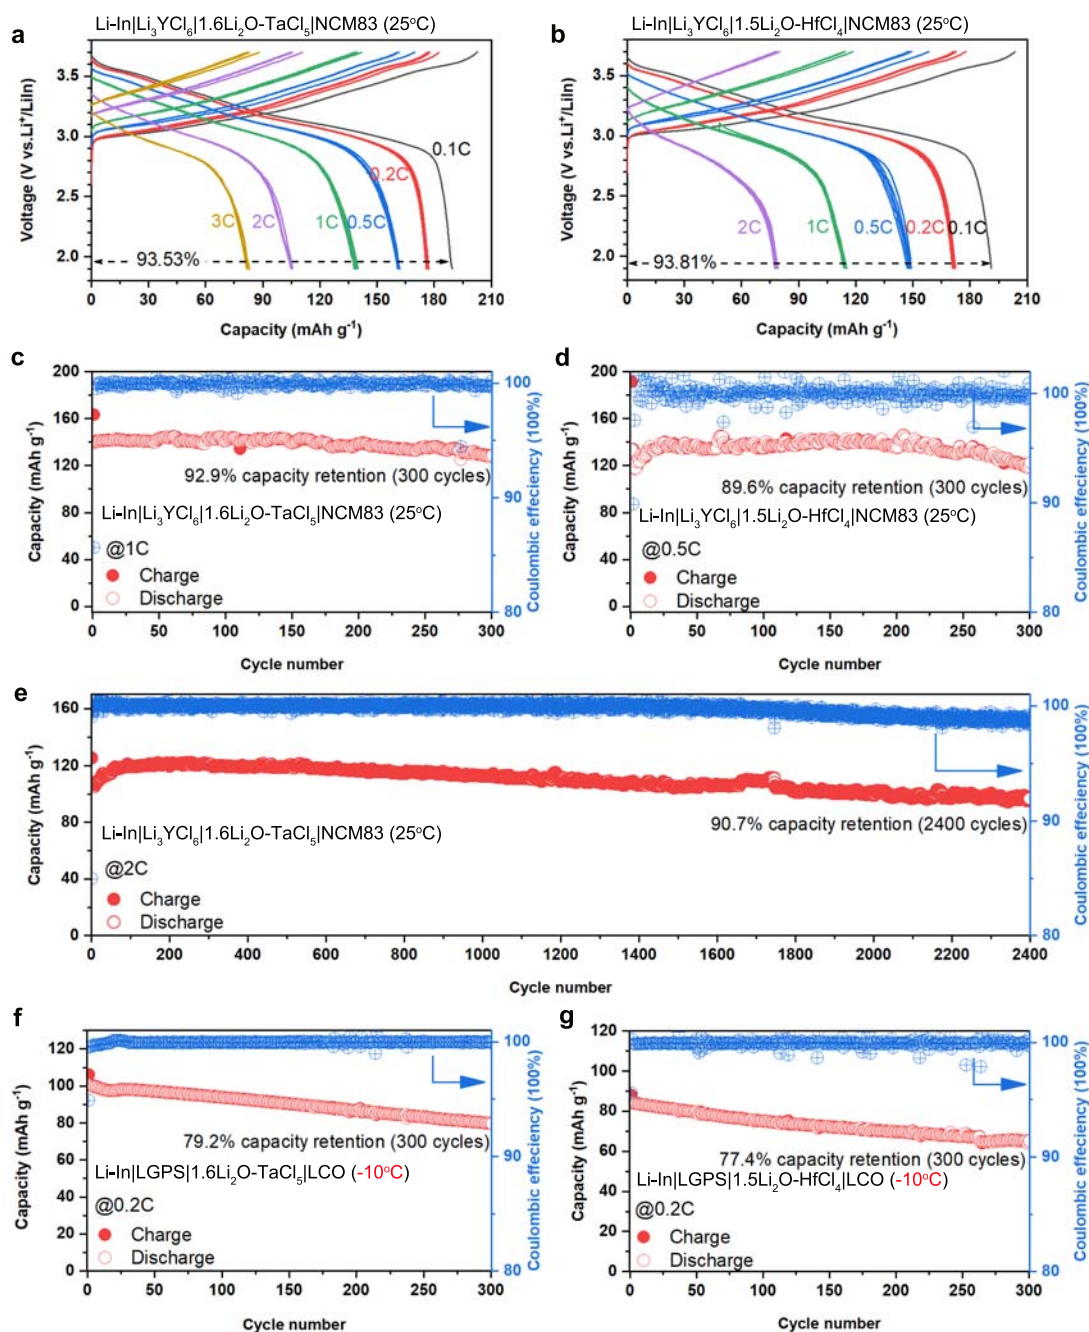 a
Li-In|Li₃YCl₆|1.6Li₂O-TaCl₅|NCM83 (25°C)
Voltage (V vs.Li⁺/LiIn)
3.5
3.0
2.5
2.0
0.1C
0.2C
3C
2C
1C
0.5C
93.53%
0 30 60 90 120 150 180 210
Capacity (mAh g⁻¹)
b
Li-In|Li₃YCl₆|1.5Li₂O-HfCl₄|NCM83 (25°C)
Voltage (V vs.Li⁺/LiIn)
3.5
3.0
2.5
2.0
2C
1C
0.5C
0.2C
0.1C
93.81%
0 30 60 90 120 150 180 210
Capacity (mAh g⁻¹)
c
Capacity (mAh g⁻¹)
200
160
120
80
40
0
100
95
90
85
80
Coulombic effeciency (100%)
92.9% capacity retention (300 cycles)
Li-In|Li₃YCl₆|1.6Li₂O-TaCl₅|NCM83 (25°C)
@1C
Charge
Discharge
0 50 100 150 200 250 300
Cycle number
d
Capacity (mAh g⁻¹)
200
160
120
80
40
0
100
95
90
85
80
Coulombic effeciency (100%)
89.6% capacity retention (300 cycles)
Li-In|Li₃YCl₆|1.5Li₂O-HfCl₄|NCM83 (25°C)
@0.5C
Charge
Discharge
0 50 100 150 200 250 300
Cycle number
e
Capacity (mAh g⁻¹)
160
120
80
40
0
100
95
90
85
80
Coulombic effeciency (100%)
90.7% capacity retention (2400 cycles)
Li-In|Li₃YCl₆|1.6Li₂O-TaCl₅|NCM83 (25°C)
@2C
Charge
Discharge
0 200 400 600 800 1000 1200 1400 1600 1800 2000 2200 2400
Cycle number
f
Capacity (mAh g⁻¹)
120
100
80
60
40
20
0
100
95
90
85
80
Coulombic effeciency (100%)
79.2% capacity retention (300 cycles)
Li-In|LGPS|1.6Li₂O-TaCl₅|LCO (-10°C)
@0.2C
Charge
Discharge
0 50 100 150 200 250 300
Cycle number
g
Capacity (mAh g⁻¹)
120
100
80
60
40
20
0
100
95
90
85
80
Coulombic effeciency (100%)
77.4% capacity retention (300 cycles)
Li-In|LGPS|1.5Li₂O-HfCl₄|LCO (-10°C)
@0.2C
Charge
Discharge
0 50 100 150 200 250 300
Cycle number